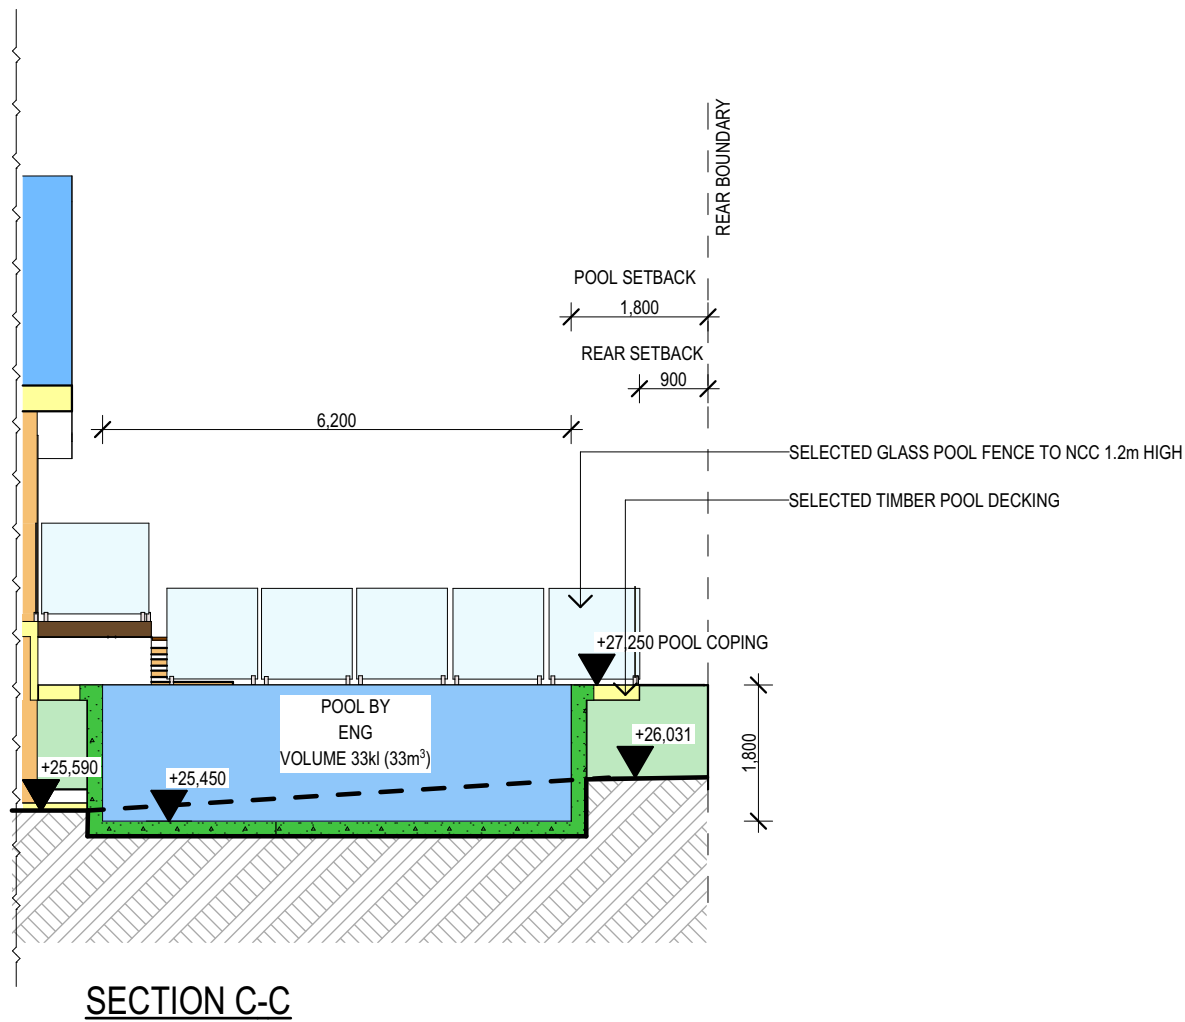 REAR BOUNDARY
POOL SETBACK
1,800
REAR SETBACK
900
6,200
SELECTED GLASS POOL FENCE TO NCC 1.2m HIGH
SELECTED TIMBER POOL DECKING
+27,250 POOL COPING
POOL BY
ENG
VOLUME 33kl (33m³)
+26,031
1,800
+25,590
+25,450
SECTION C-C